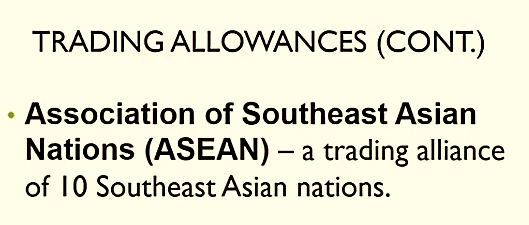 TRADING ALLOWANCES (CONT.)
• Association of Southeast Asian
Nations (ASEAN) – a trading alliance
of 10 Southeast Asian nations.